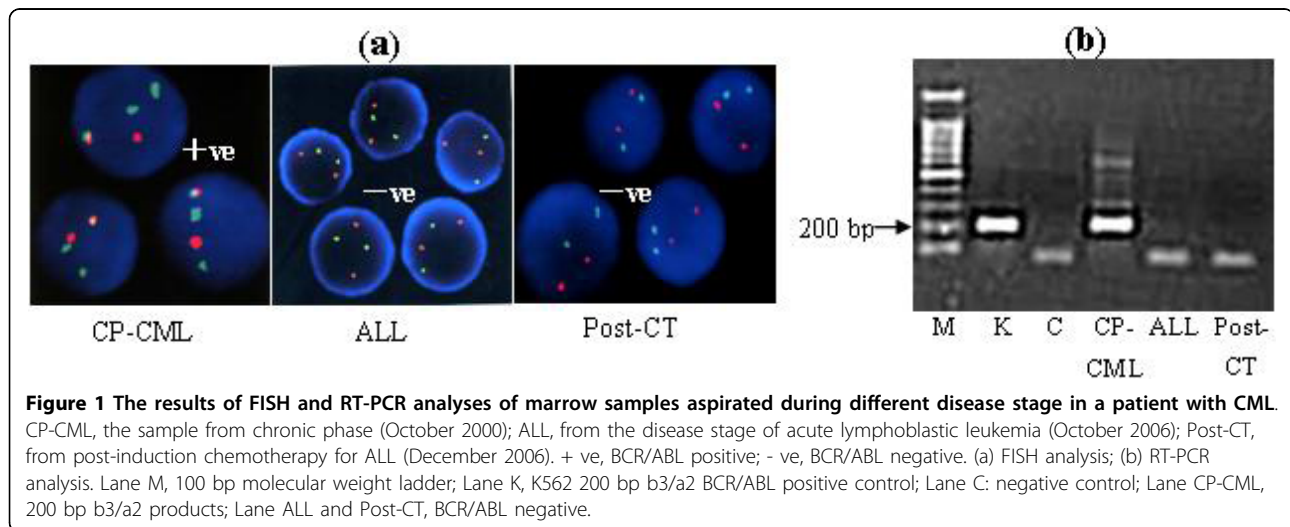 (a)
(b)
+ve
−ve
−ve
200 bp
CP-CML
ALL
Post-CT
M K C CP- ALL Post-
CML CT
Figure 1 The results of FISH and RT-PCR analyses of marrow samples aspirated during different disease stage in a patient with CML.
CP-CML, the sample from chronic phase (October 2000); ALL, from the disease stage of acute lymphoblastic leukemia (October 2006); Post-CT,
from post-induction chemotherapy for ALL (December 2006). + ve, BCR/ABL positive; - ve, BCR/ABL negative. (a) FISH analysis; (b) RT-PCR
analysis. Lane M, 100 bp molecular weight ladder; Lane K, K562 200 bp b3/a2 BCR/ABL positive control; Lane C: negative control; Lane CP-CML,
200 bp b3/a2 products; Lane ALL and Post-CT, BCR/ABL negative.